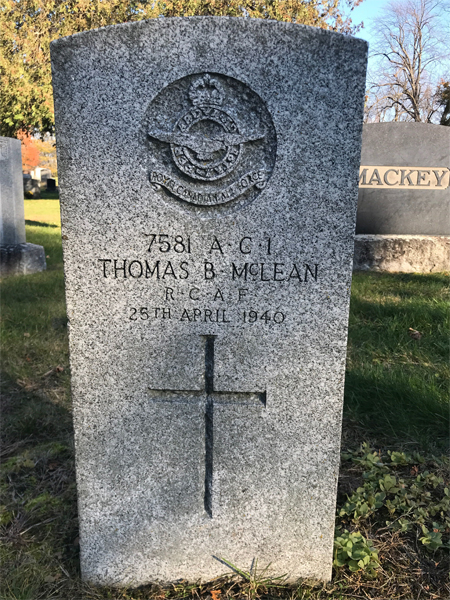 ROYAL CANADIAN AIR FORCE
7581 A·C·1
THOMAS B McLEAN
R·C·A·F
25TH APRIL 1940
MACKEY